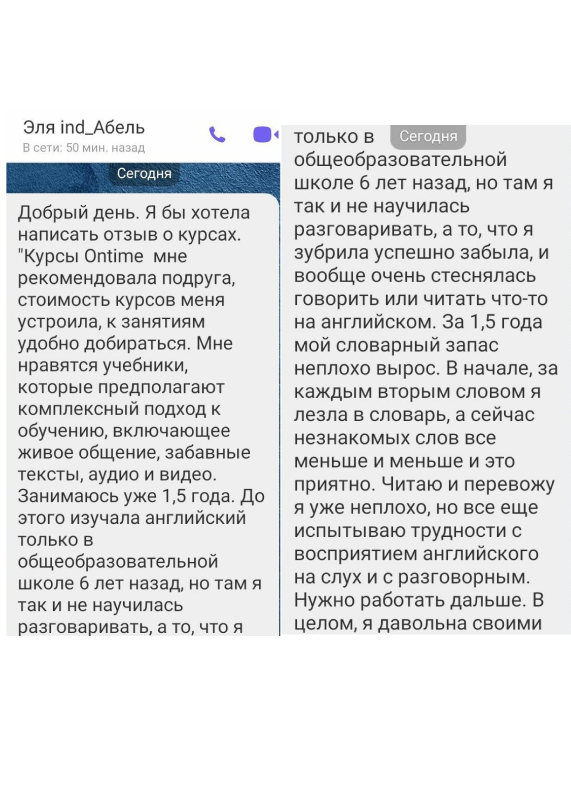 Эля ind_Абель
В сети: 50 мин. назад
Сегодня
Добрый день. Я бы хотела
написать отзыв о курсах.
"Курсы Ontime мне
рекомендовала подруга,
стоимость курсов меня
устроила, к занятиям
удобно добираться. Мне
нравятся учебники,
которые предполагают
комплексный подход к
обучению, включающее
живое общение, забавные
тексты, аудио и видео.
Занимаюсь уже 1,5 года. До
этого изучала английский
только в
общеобразовательной
школе 6 лет назад, но там я
так и не научилась
разговаривать, а то, что я
только в
Сегодня
общеобразовательной
школе 6 лет назад, но там я
так и не научилась
разговаривать, а то, что я
зубрила успешно забыла, и
вообще очень стеснялась
говорить или читать что-то
на английском. За 1,5 года
мой словарный запас
неплохо вырос. В начале, за
каждым вторым словом я
лезла в словарь, а сейчас
незнакомых слов все
меньше и меньше и это
приятно. Читаю и перевожу
я уже неплохо, но все еще
испытываю трудности с
восприятием английского
на слух и с разговорным.
Нужно работать дальше. В
целом, я давольна своими